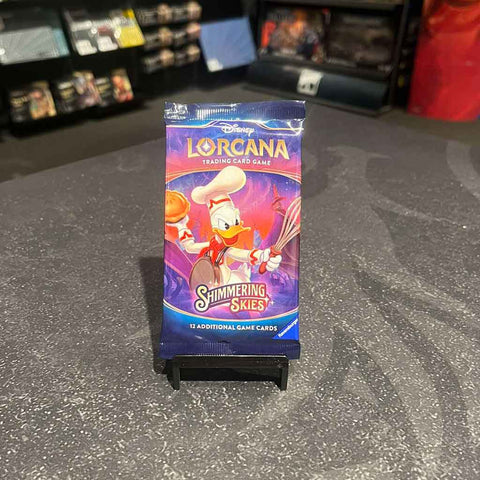 Disney
LORCANA
TRADING CARD GAME
SHIMMERING
SKIES
12 ADDITIONAL GAME CARDS
Ravensburger